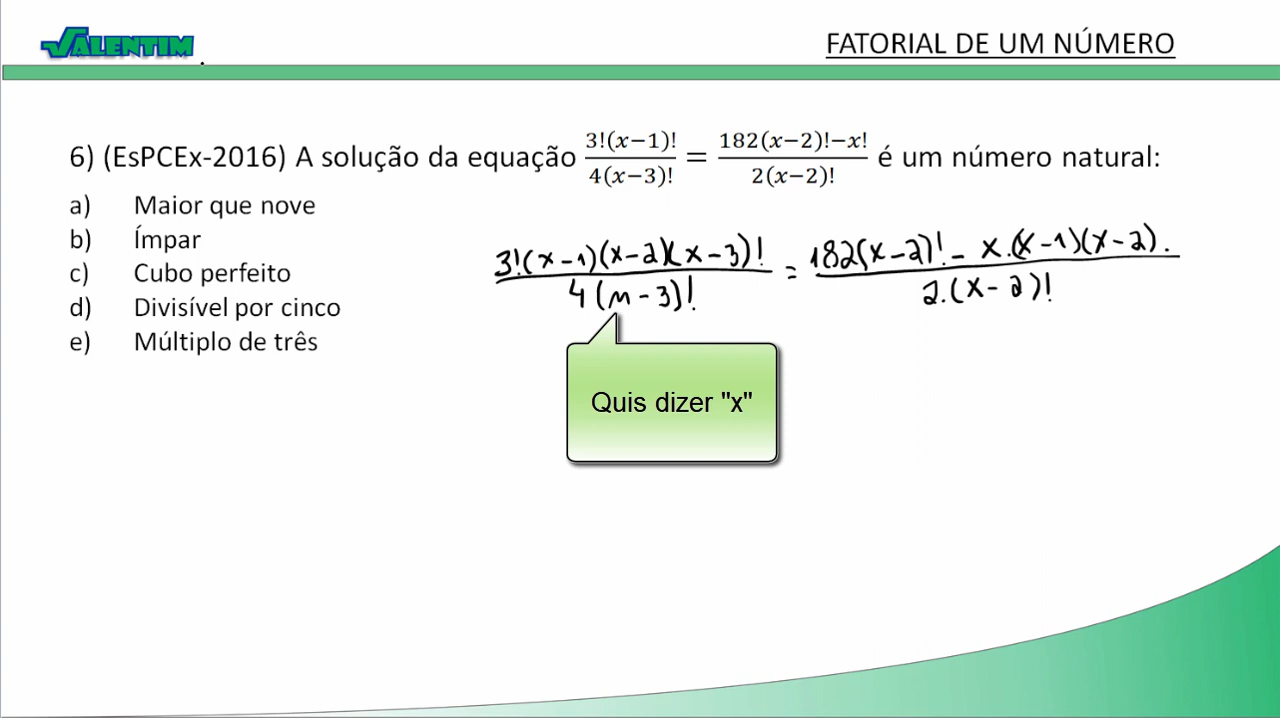 VALENTIM
FATORIAL DE UM NÚMERO
6) (EsPCEx-2016) A solução da equação 3!(x−1)!/4(x−3)! = 182(x−2)!−x!/2(x−2)! é um número natural:
a) Maior que nove
b) Ímpar
c) Cubo perfeito
d) Divisível por cinco
e) Múltiplo de três
3!(x-1)(x-2)(x-3)!/4(n-3)! = 182(x-2)!-x.(x-1)(x-2)./2.(x-2)!
Quis dizer "x"